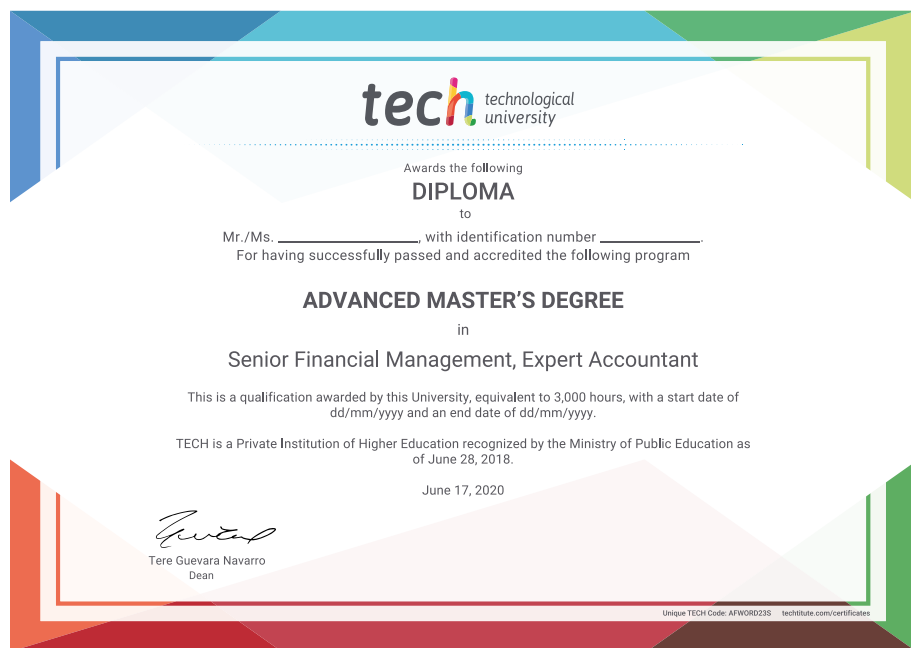 tech technological
university
Awards the following
DIPLOMA
to
Mr./Ms. ____________________, with identification number ______________.
For having successfully passed and accredited the following program
ADVANCED MASTER’S DEGREE
in
Senior Financial Management, Expert Accountant
This is a qualification awarded by this University, equivalent to 3,000 hours, with a start date of
dd/mm/yyyy and an end date of dd/mm/yyyy.
TECH is a Private Institution of Higher Education recognized by the Ministry of Public Education as
of June 28, 2018.
June 17, 2020
Tere Guevara Navarro
Dean
Unique TECH Code: AFWORD23S techtitute.com/certificates